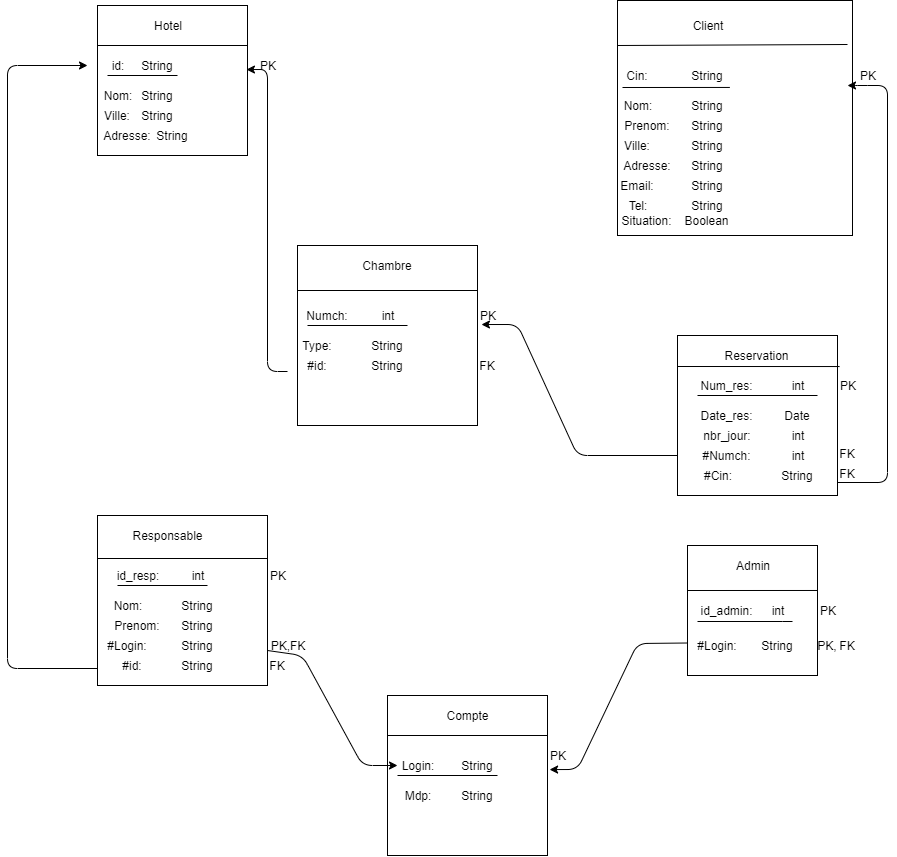 Hotel
id: String
PK
Nom: String
Ville: String
Adresse: String
Client
Cin: String
PK
Nom: String
Prenom: String
Ville: String
Adresse: String
Email: String
Tel: String
Situation: Boolean
Chambre
Numch: int
PK
Type: String
#id: String
FK
Reservation
Num_res: int
PK
Date_res: Date
nbr_jour: int
#Numch: int
FK
#Cin: String
FK
Responsable
id_resp: int
PK
Nom: String
Prenom: String
#Login: String
PK,FK
#id: String
FK
Admin
id_admin: int
PK
#Login: String
PK, FK
Compte
Login: String
PK
Mdp: String